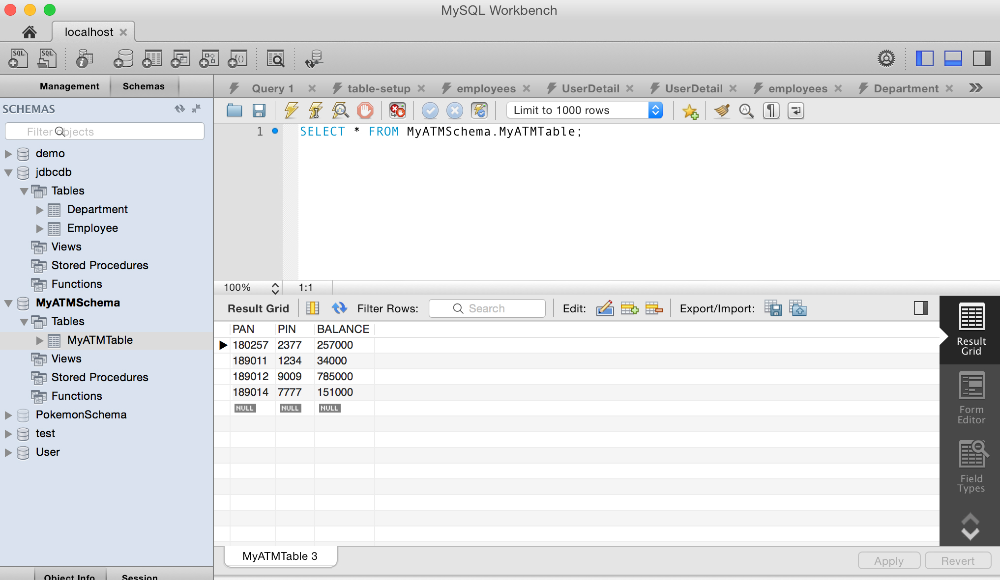 MySQL Workbench
localhost
SQL SQL
Management Schemas
Query 1 table-setup employees UserDetail UserDetail employees Department
SCHEMAS
Filter objects
demo
jdbcdb
Tables
Department
Employee
Views
Stored Procedures
Functions
MyATMSchema
Tables
MyATMTable
Views
Stored Procedures
Functions
PokemonSchema
test
User
Object Info Session
Limit to 1000 rows
1 SELECT * FROM MyATMSchema.MyATMTable;
100% 1:1
Result Grid Filter Rows: Search Edit: Export/Import:
PAN PIN BALANCE
180257 2377 257000
189011 1234 34000
189012 9009 785000
189014 7777 151000
NULL NULL NULL
Result
Grid
Form
Editor
Field
Types
MyATMTable 3
Apply Revert